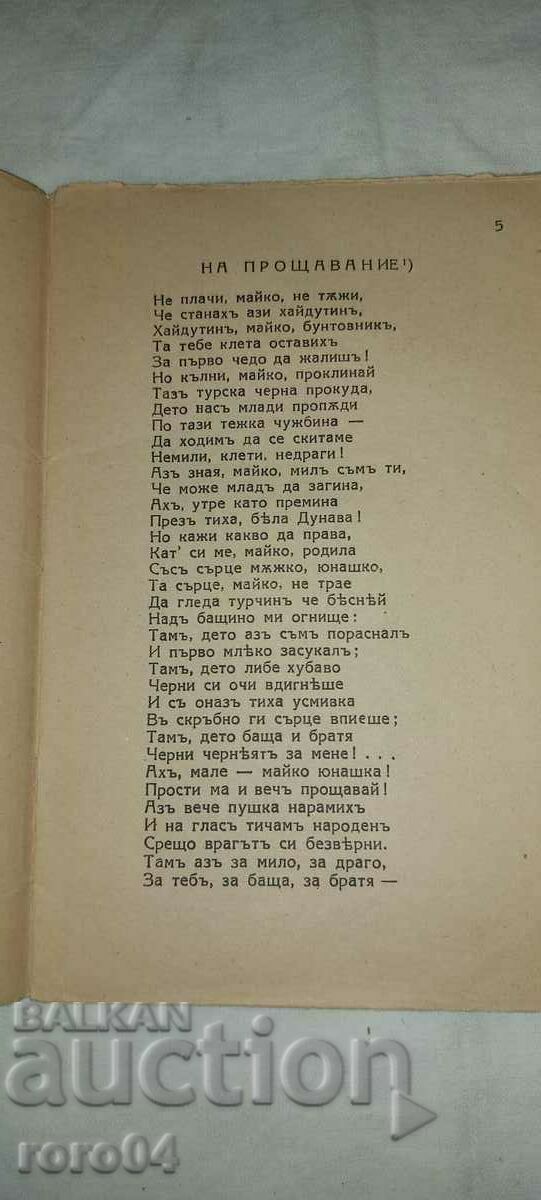 5
НА ПРОЩАВАНИЕ¹)
Не плачи, майко, не тѫжи,
Че станахъ ази хайдутинъ,
Хайдутинъ, майко, бунтовникъ,
Та тебе клета оставихъ
За първо чедо да жалишъ!
Но кълни, майко, проклинай
Тазъ турска черна прокуда,
Дето насъ млади пропѫди
По тази тежка чужбина —
Да ходимъ да се скитаме
Немили, клети, недраги!
Азъ зная, майко, милъ съмъ ти,
Че може младъ да загина,
Ахъ, утре като премина
Презъ тиха, бѣла Дунава!
Но кажи какво да права,
Кат' си ме, майко, родила
Съсъ сърце мѫжко, юнашко,
Та сърце, майко, не трае
Да гледа турчинъ че бѣснѣй
Надъ бащино ми огнище:
Тамъ, дето азъ съмъ порасналъ
И първо млѣко засукалъ;
Тамъ, дето либе хубаво
Черни си очи вдигнѣше
И съ оназъ тиха усмивка
Въ скръбно ги сърце впиеше;
Тамъ, дето баща и братя
Черни чернѣятъ за мене! . . .
Ахъ, мале — майко юнашка!
Прости ма и вечъ прощавай!
Азъ вече пушка нарамихъ
И на гласъ тичамъ народенъ
Срещо врагътъ си безвѣрни.
Тамъ азъ за мило, за драго,
За тебъ, за баща, за братя —
BALKAN
auction
roro04